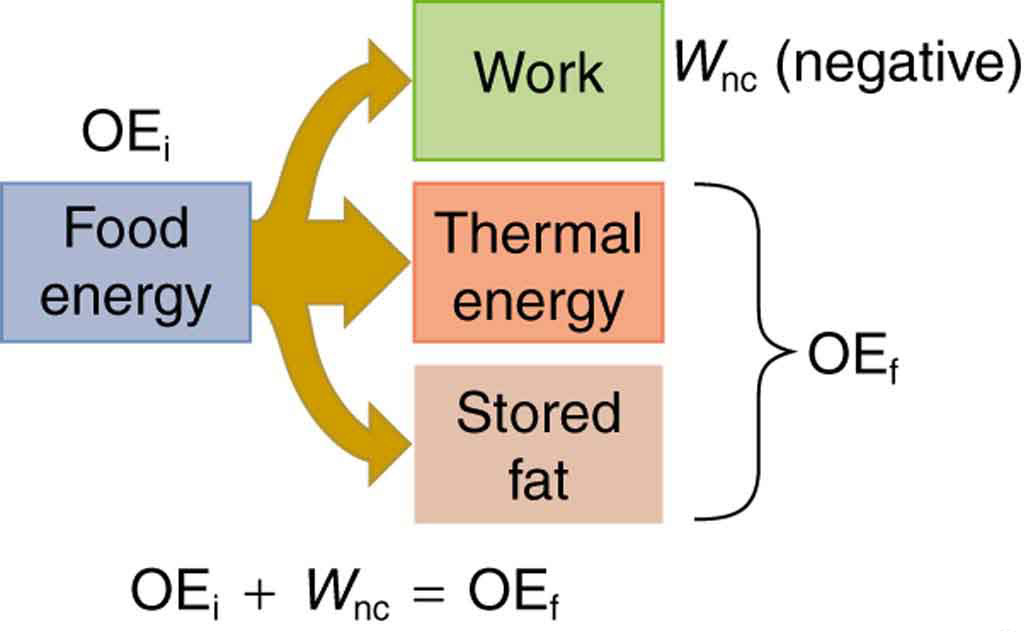 Work
W_nc (negative)
OE_i
Food
energy
Thermal
energy
OE_f
Stored
fat
OE_i + W_nc = OE_f